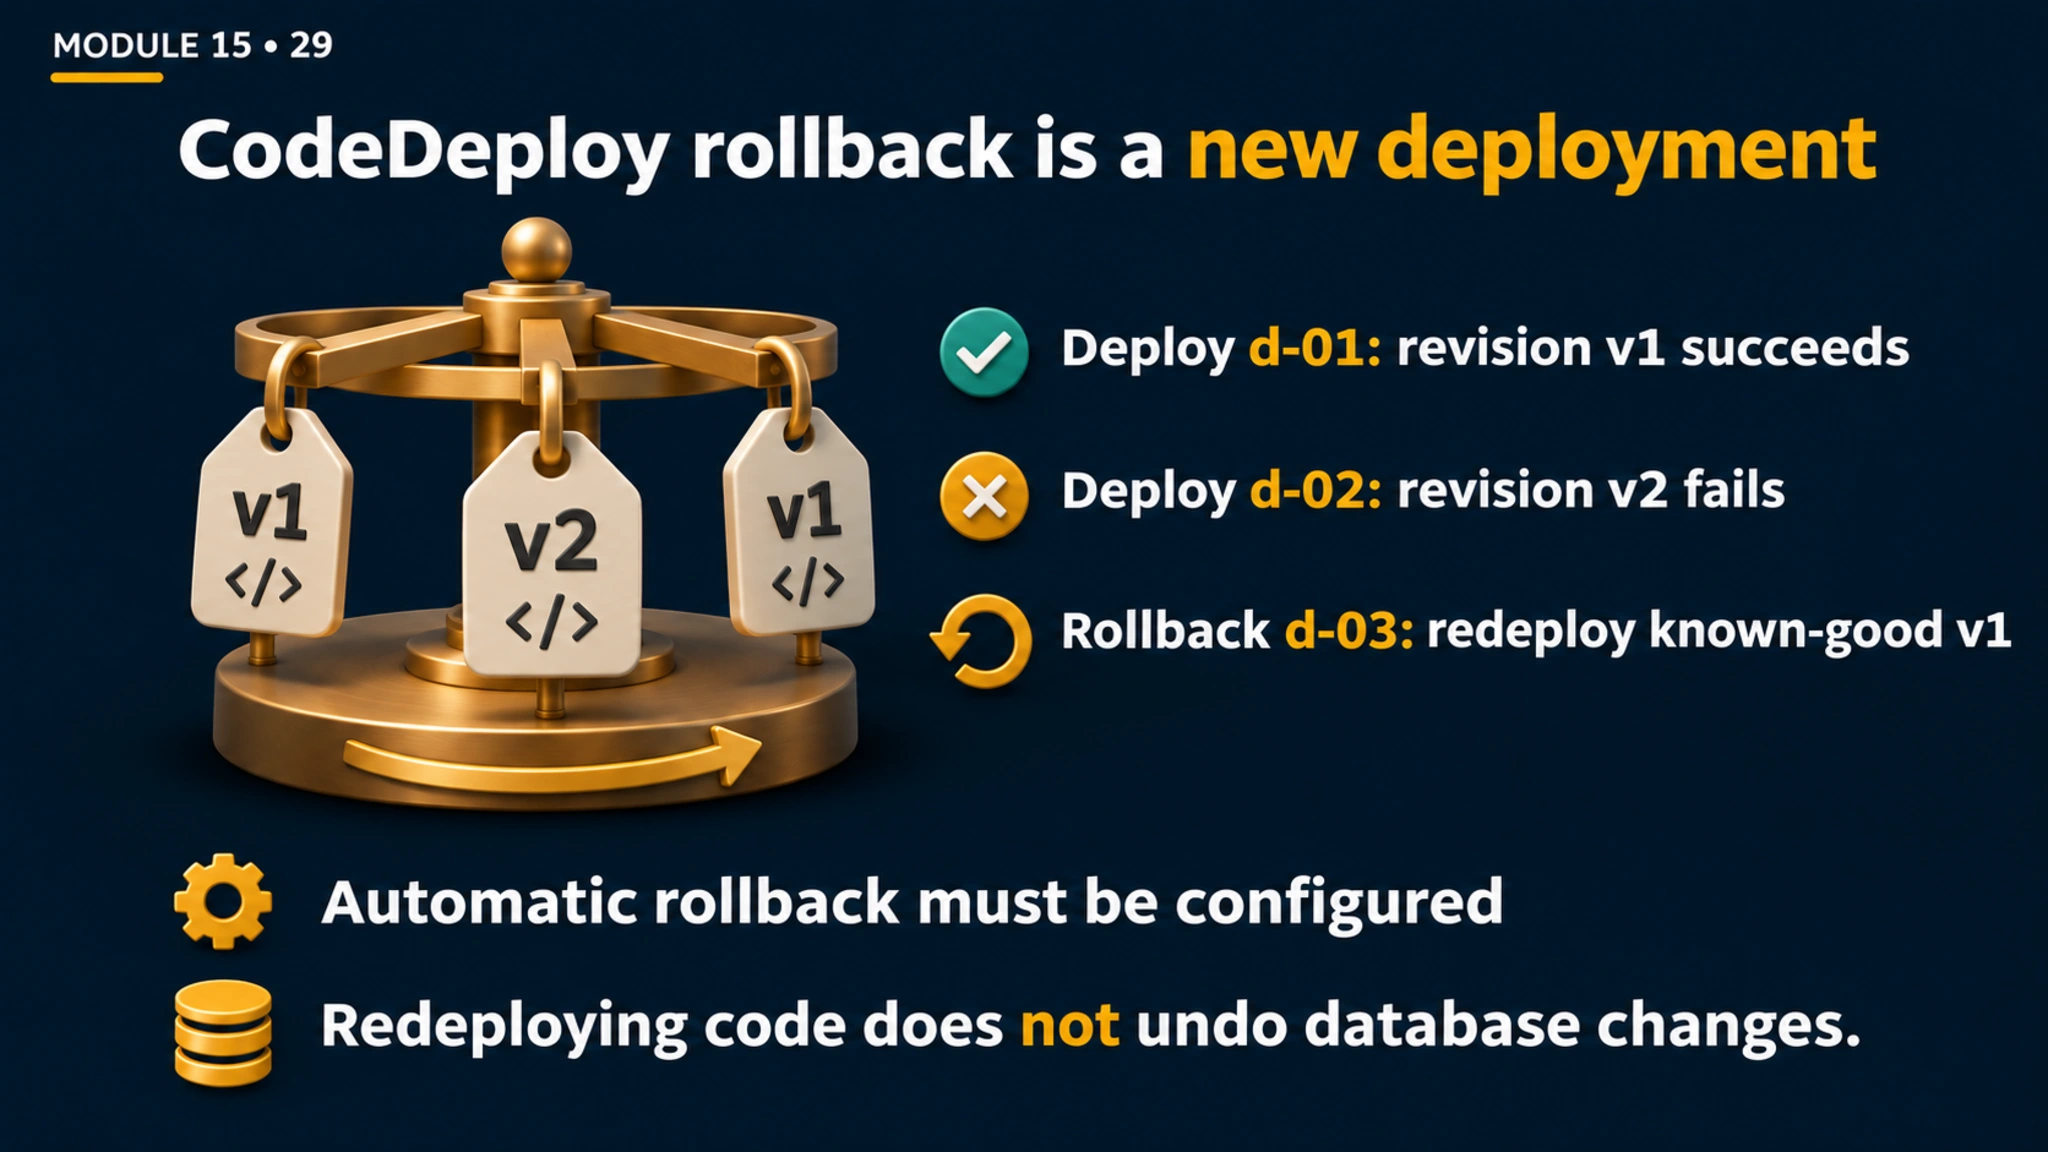 MODULE 15 • 29
CodeDeploy rollback is a new deployment
v1
</>
v2
</>
v1
</>
Deploy d-01: revision v1 succeeds
Deploy d-02: revision v2 fails
Rollback d-03: redeploy known-good v1
Automatic rollback must be configured
Redeploying code does not undo database changes.